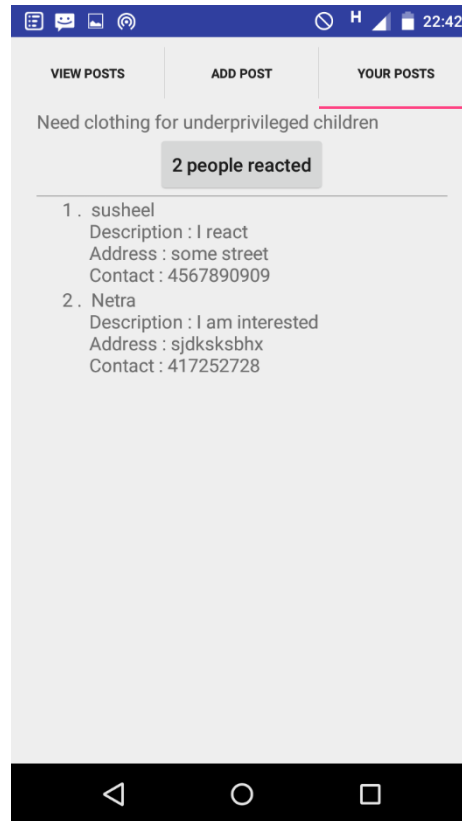 H 22:42
VIEW POSTS ADD POST YOUR POSTS
Need clothing for underprivileged children
2 people reacted
1 . susheel
Description : I react
Address : some street
Contact : 4567890909
2 . Netra
Description : I am interested
Address : sjdksksbhx
Contact : 417252728